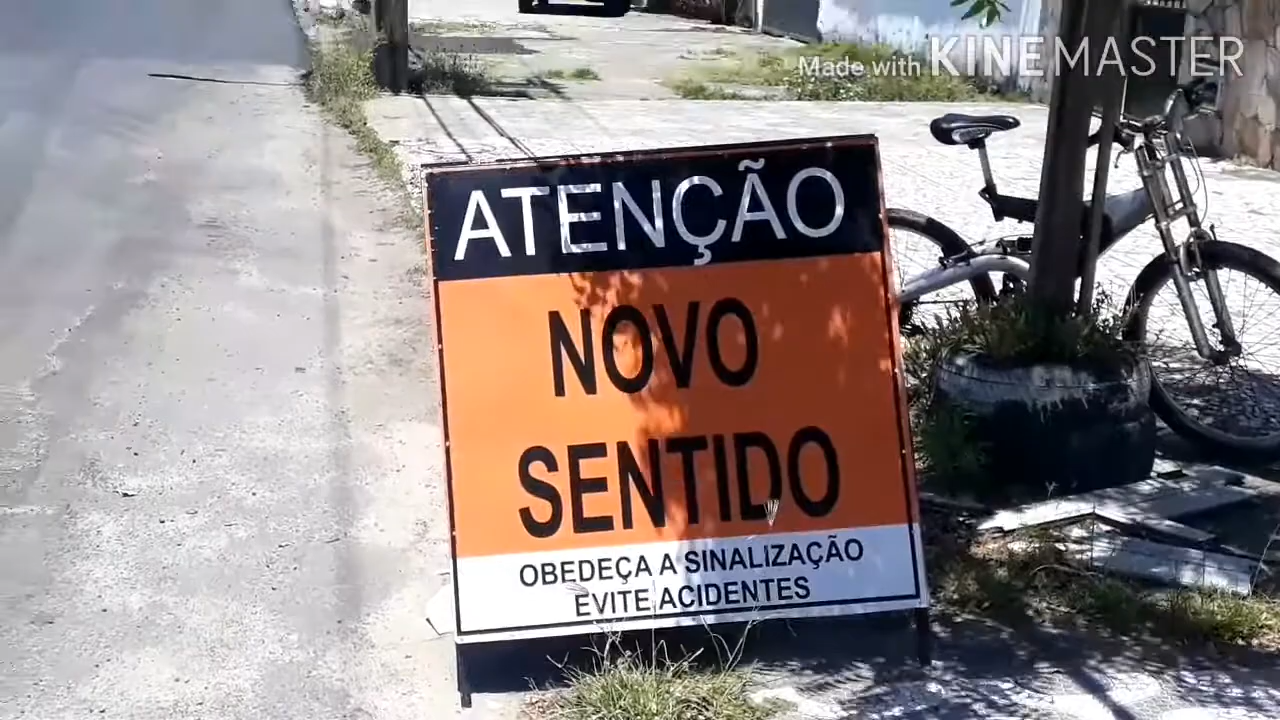 Made with KINEMASTER
ATENÇÃO
NOVO
SENTIDO
OBEDEÇA A SINALIZAÇÃO
EVITE ACIDENTES